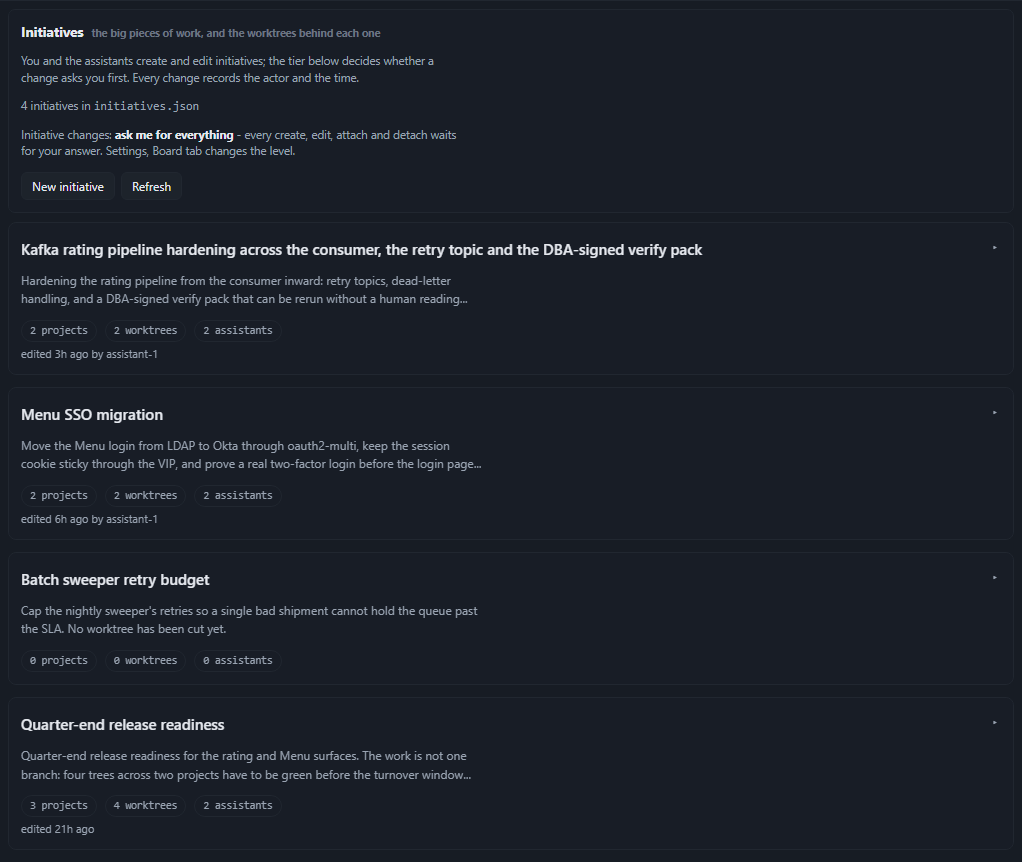 Initiatives the big pieces of work, and the worktrees behind each one
You and the assistants create and edit initiatives; the tier below decides whether a
change asks you first. Every change records the actor and the time.
4 initiatives in initiatives.json
Initiative changes: ask me for everything - every create, edit, attach and detach waits
for your answer. Settings, Board tab changes the level.
New initiative Refresh
Kafka rating pipeline hardening across the consumer, the retry topic and the DBA-signed verify pack
Hardening the rating pipeline from the consumer inward: retry topics, dead-letter
handling, and a DBA-signed verify pack that can be rerun without a human reading...
2 projects 2 worktrees 2 assistants
edited 3h ago by assistant-1
Menu SSO migration
Move the Menu login from LDAP to Okta through oauth2-multi, keep the session
cookie sticky through the VIP, and prove a real two-factor login before the login page...
2 projects 2 worktrees 2 assistants
edited 6h ago by assistant-1
Batch sweeper retry budget
Cap the nightly sweeper's retries so a single bad shipment cannot hold the queue past
the SLA. No worktree has been cut yet.
0 projects 0 worktrees 0 assistants
Quarter-end release readiness
Quarter-end release readiness for the rating and Menu surfaces. The work is not one
branch: four trees across two projects have to be green before the turnover window...
3 projects 4 worktrees 2 assistants
edited 21h ago